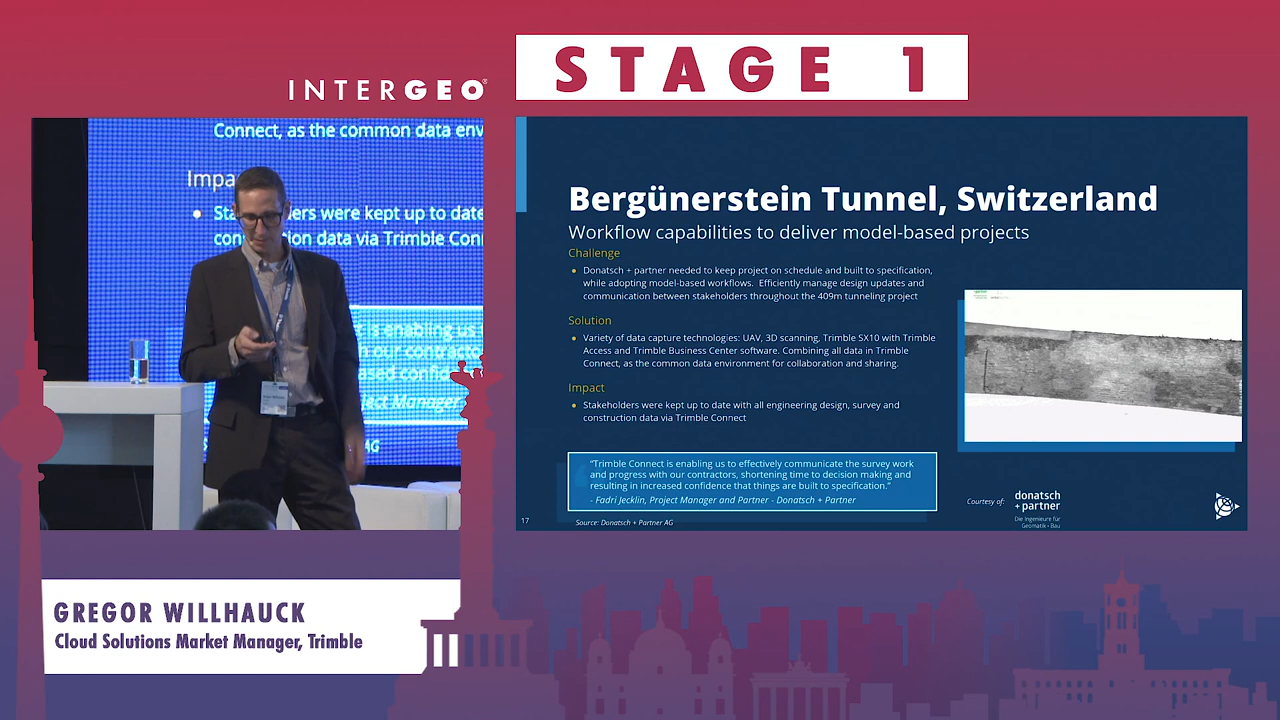 INTERGEO
STAGE 1
Connect, as the common data env
Impa
Sta ers were kept up to date
con tion data via Trimble Con
is enabling us
n our contract
ased confid
ect Manager
AG
Bergünerstein Tunnel, Switzerland
Workflow capabilities to deliver model-based projects
Challenge
• Donatsch + partner needed to keep project on schedule and built to specification,
while adopting model-based workflows. Efficiently manage design updates and
communication between stakeholders throughout the 409m tunneling project
Solution
• Variety of data capture technologies: UAV, 3D scanning, Trimble SX10 with Trimble
Access and Trimble Business Center software. Combining all data in Trimble
Connect, as the common data environment for collaboration and sharing.
Impact
• Stakeholders were kept up to date with all engineering design, survey and
construction data via Trimble Connect
"Trimble Connect is enabling us to effectively communicate the survey work
and progress with our contractors, shortening time to decision making and
resulting in increased confidence that things are built to specification."
- Fadri Jecklin, Project Manager and Partner - Donatsch + Partner
17
Source: Donatsch + Partner AG
Courtesy of:
donatsch
+ partner
Die Ingenieure für
Geomatik + Bau
GREGOR WILLHAUCK
Cloud Solutions Market Manager, Trimble